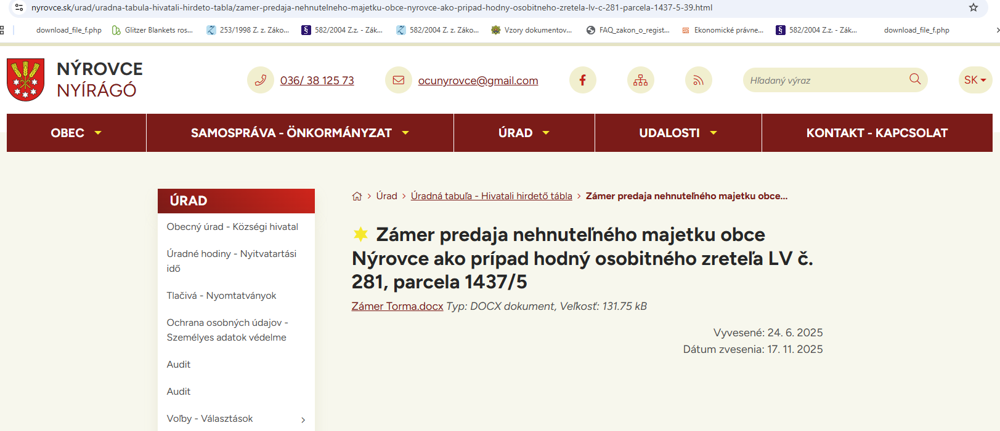 nyrovce.sk/urad/uradna-tabula-hivatali-hirdeto-tabla/zamer-predaja-nehnutelneho-majetku-obce-nyrovce-ako-pripad-hodny-osobitneho-zretela-lv-c-281-parcela-1437-5-39.html
download_file_f.php
Glitzer Blankets ros...
253/1998 Z. z. Záko...
582/2004 Z.z. - Zák...
582/2004 Z. z. Záko...
Vzory dokumentov...
FAQ_zakon_o_regist...
Ekonomické právne...
582/2004 Z.z. - Zák...
download_file_f.php
NÝROVCE
NYÍRÁGÓ
036/ 38 125 73
ocunyrovce@gmail.com
Hľadaný výraz
SK
OBEC
SAMOSPRÁVA - ÖNKORMÁNYZAT
ÚRAD
UDALOSTI
KONTAKT - KAPCSOLAT
ÚRAD
Obecný úrad - Községi hivatal
Úradné hodiny - Nyitvatartási
idő
Tlačivá - Nyomtatványok
Ochrana osobných údajov -
Személyes adatok védelme
Audit
Audit
Voľby - Választások
Úrad
Úradná tabuľa - Hivatali hirdető tábla
Zámer predaja nehnuteľného majetku obce...
Zámer predaja nehnuteľného majetku obce
Nýrovce ako prípad hodný osobitného zreteľa LV č.
281, parcela 1437/5
Zámer Torma.docx Typ: DOCX dokument, Veľkosť: 131.75 kB
Vyvesené: 24. 6. 2025
Dátum zvesenia: 17. 11. 2025